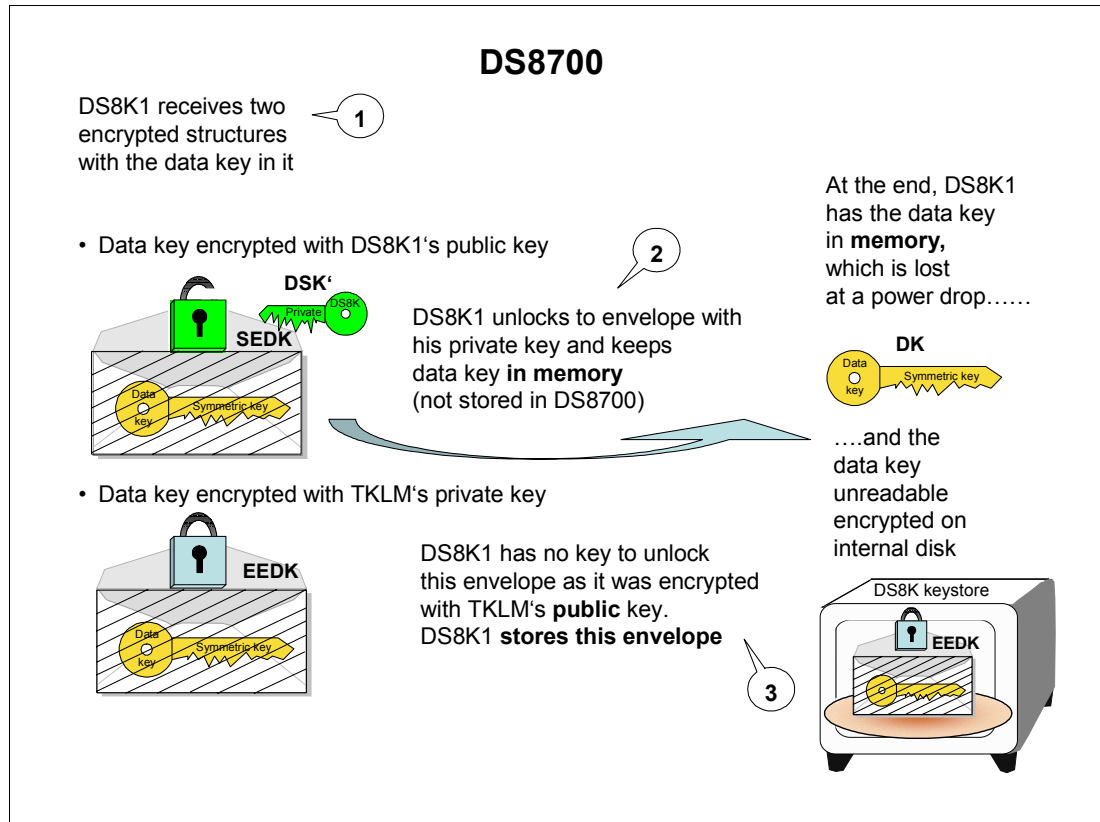 DS8700
DS8K1 receives two
encrypted structures
with the data key in it
1
• Data key encrypted with DS8K1‘s public key
DSK‘
Private
DS8K
SEDK
Data
key
Symmetric key
2
DS8K1 unlocks to envelope with
his private key and keeps
data key in memory
(not stored in DS8700)
At the end, DS8K1
has the data key
in memory,
which is lost
at a power drop……
DK
Data
key
Symmetric key
• Data key encrypted with TKLM‘s private key
EEDK
Data
key
Symmetric key
DS8K1 has no key to unlock
this envelope as it was encrypted
with TKLM‘s public key.
DS8K1 stores this envelope
3
….and the
data key
unreadable
encrypted on
internal disk
DS8K keystore
EEDK